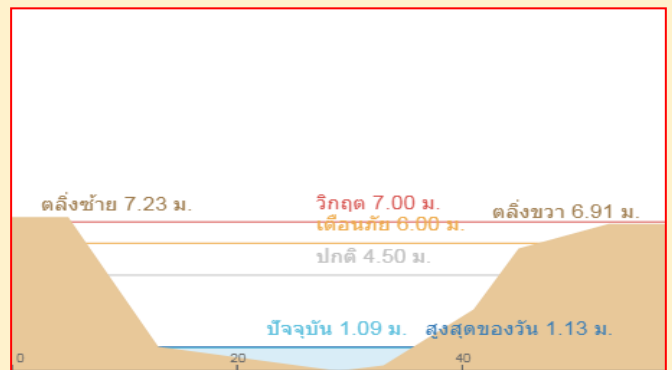 ตลิ่งซ้าย 7.23 ม.
วิกฤต 7.00 ม.
ตลิ่งขวา 6.91 ม.
เตือนภัย 6.00 ม.
ปกติ 4.50 ม.
ปัจจุบัน 1.09 ม.
สูงสุดของวัน 1.13 ม.
0 20 40